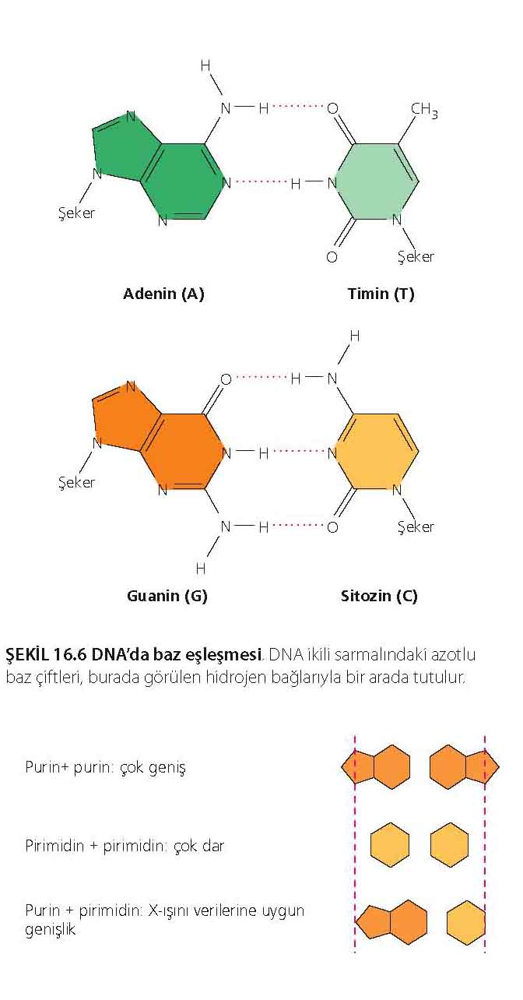 H
N
N
H
O
CH₃
N
N
H
N
Şeker
N
N
O
Şeker
Adenin (A)
Timin (T)
H
N
O
H
N
N
N
H
N
Şeker
N
N
N
H
O
Şeker
H
Guanin (G)
Sitozin (C)
ŞEKİL 16.6 DNA’da baz eşleşmesi. DNA ikili sarmalındaki azotlu
baz çiftleri, burada görülen hidrojen bağlarıyla bir arada tutulur.
Purin+ purin: çok geniş
Pirimidin + pirimidin: çok dar
Purin + pirimidin: X-ışını verilerine uygun
genişlik